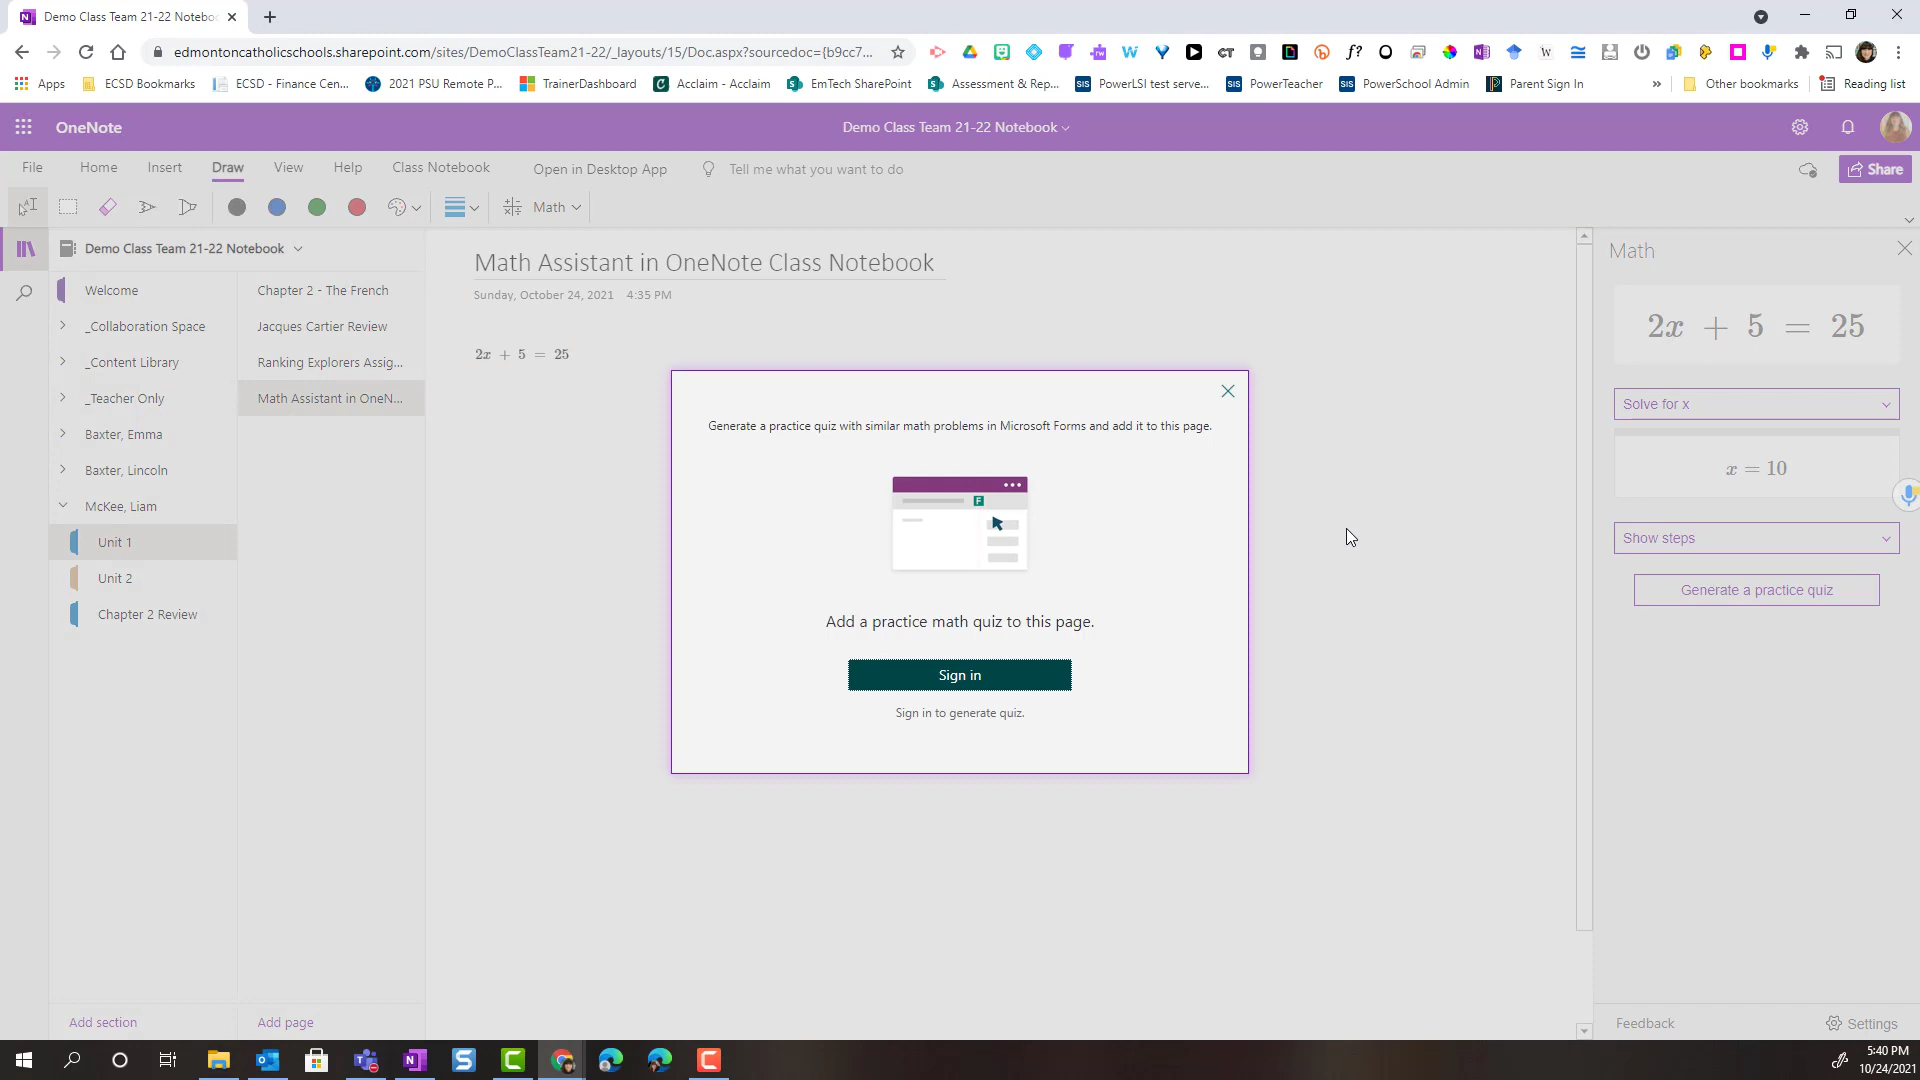 Demo Class Team 21-22 Notebo
edmontoncatholicschools.sharepoint.com/sites/DemoClassTeam21-22/_layouts/15/Doc.aspx?sourcedoc={b9cc7...
Apps ECSD Bookmarks ECSD - Finance Cen... 2021 PSU Remote P... TrainerDashboard Acclaim - Acclaim EmTech SharePoint Assessment & Rep... PowerLSI test serve... PowerTeacher PowerSchool Admin Parent Sign In » Other bookmarks Reading list
OneNote Demo Class Team 21-22 Notebook
File Home Insert Draw View Help Class Notebook Open in Desktop App Tell me what you want to do Share
Math
Demo Class Team 21-22 Notebook
Welcome
_Collaboration Space
_Content Library
_Teacher Only
Baxter, Emma
Baxter, Lincoln
McKee, Liam
Unit 1
Unit 2
Chapter 2 Review
Add section
Chapter 2 - The French
Jacques Cartier Review
Ranking Explorers Assig...
Math Assistant in OneN...
Add page
Math Assistant in OneNote Class Notebook
Sunday, October 24, 2021 4:35 PM
2x + 5 = 25
Generate a practice quiz with similar math problems in Microsoft Forms and add it to this page.
Add a practice math quiz to this page.
Sign in
Sign in to generate quiz.
Math
2x + 5 = 25
Solve for x
x = 10
Show steps
Generate a practice quiz
Feedback Settings
5:40 PM
10/24/2021